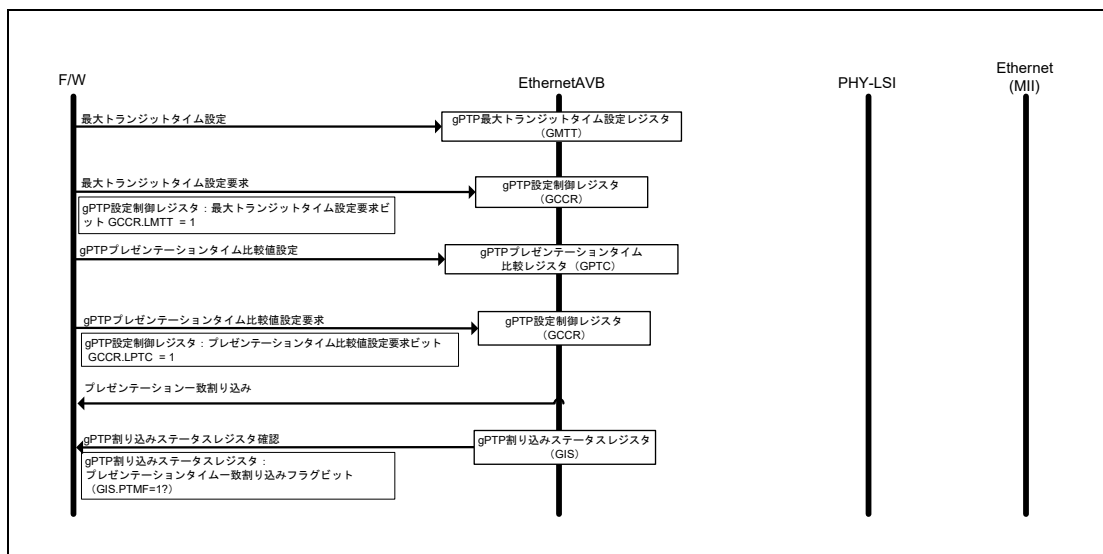 F/W
EthernetAVB
PHY-LSI
Ethernet
(MII)
最大トランジットタイム設定
gPTP最大トランジットタイム設定レジスタ
（GMTT）
最大トランジットタイム設定要求
gPTP設定制御レジスタ
（GCCR）
gPTP設定制御レジスタ：最大トランジットタイム設定要求ビ
ット GCCR.LMTT = 1
gPTPプレゼンテーションタイム比較値設定
gPTPプレゼンテーションタイム
比較レジスタ（GPTC）
gPTPプレゼンテーションタイム比較値設定要求
gPTP設定制御レジスタ
（GCCR）
gPTP設定制御レジスタ：プレゼンテーションタイム比較値設定要求ビット
GCCR.LPTC = 1
プレゼンテーション一致割り込み
gPTP割り込みステータスレジスタ確認
gPTP割り込みステータスレジスタ
（GIS）
gPTP割り込みステータスレジスタ：
プレゼンテーションタイム一致割り込みフラグビット
（GIS.PTMF=1?）